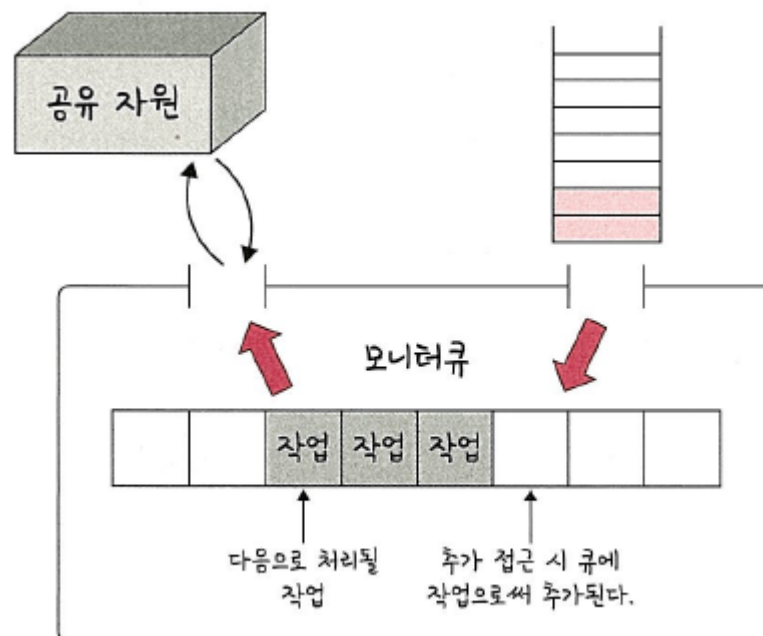 공유 자원
모니터큐
작업 작업 작업
다음으로 처리될
작업
추가 접근 시 큐에
작업으로써 추가된다.